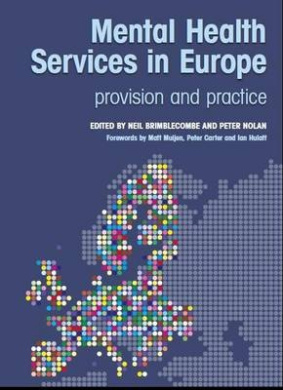 Mental Health
Services in Europe
provision and practice
EDITED BY NEIL BRIMBLECOMBE AND PETER NOLAN
Forewords by Matt Muijen, Peter Carter and Ian Hulatt